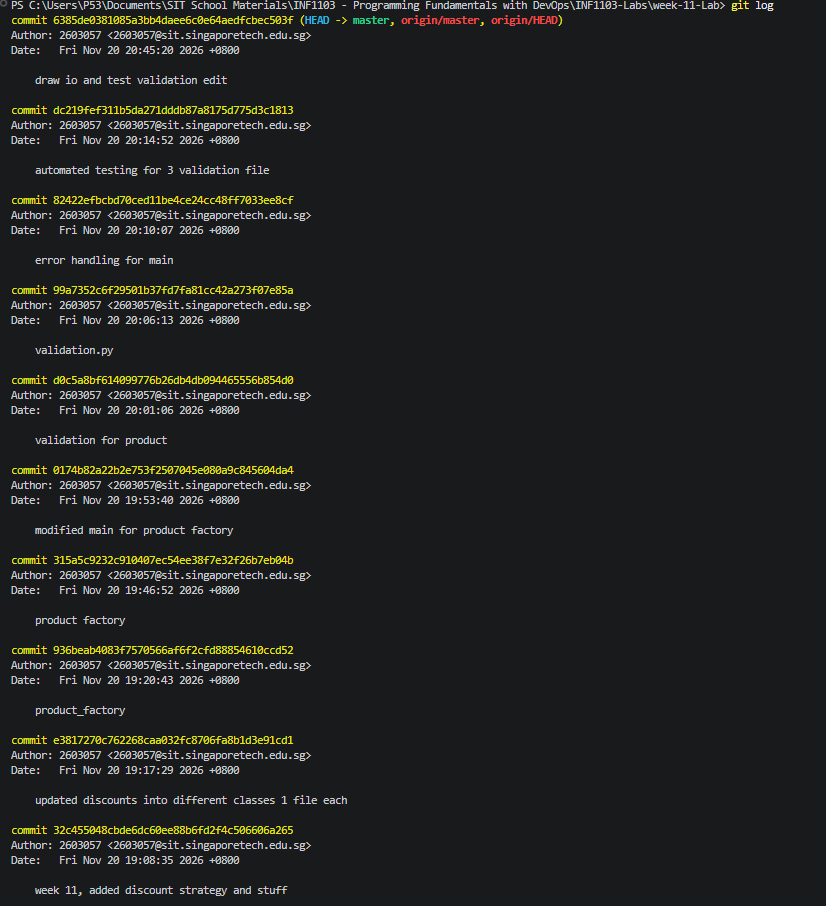 PS C:\Users\P53\Documents\SIT School Materials\INF1103 - Programming Fundamentals with DevOps\INF1103-Labs\week-11-Lab> git log
commit 6385de0381085a3bb4daee6c0e64aedfcbec503f (HEAD -> master, origin/master, origin/HEAD)
Author: 2603057 <2603057@sit.singaporetech.edu.sg>
Date:   Fri Nov 20 20:45:20 2026 +0800
draw io and test validation edit
commit dc219fef311b5da271dddb87a8175d775d3c1813
Author: 2603057 <2603057@sit.singaporetech.edu.sg>
Date:   Fri Nov 20 20:14:52 2026 +0800
automated testing for 3 validation file
commit 82422efbcbd70ced11be4ce24cc48ff7033ee8cf
Author: 2603057 <2603057@sit.singaporetech.edu.sg>
Date:   Fri Nov 20 20:10:07 2026 +0800
error handling for main
commit 99a7352c6f29501b37fd7fa81cc42a273f07e85a
Author: 2603057 <2603057@sit.singaporetech.edu.sg>
Date:   Fri Nov 20 20:06:13 2026 +0800
validation.py
commit d0c5a8bf614099776b26db4db094465556b854d0
Author: 2603057 <2603057@sit.singaporetech.edu.sg>
Date:   Fri Nov 20 20:01:06 2026 +0800
validation for product
commit 0174b82a22b2e753f2507045e080a9c845604da4
Author: 2603057 <2603057@sit.singaporetech.edu.sg>
Date:   Fri Nov 20 19:53:40 2026 +0800
modified main for product factory
commit 315a5c9232c910407ec54ee38f7e32f26b7eb04b
Author: 2603057 <2603057@sit.singaporetech.edu.sg>
Date:   Fri Nov 20 19:46:52 2026 +0800
product factory
commit 936beab4083f7570566af6f2cfd88854610ccd52
Author: 2603057 <2603057@sit.singaporetech.edu.sg>
Date:   Fri Nov 20 19:20:43 2026 +0800
product_factory
commit e3817270c762268caa032fc8706fa8b1d3e91cd1
Author: 2603057 <2603057@sit.singaporetech.edu.sg>
Date:   Fri Nov 20 19:17:29 2026 +0800
updated discounts into different classes 1 file each
commit 32c455048cbde6dc60ee88b6fd2f4c506606a265
Author: 2603057 <2603057@sit.singaporetech.edu.sg>
Date:   Fri Nov 20 19:08:35 2026 +0800
week 11, added discount strategy and stuff